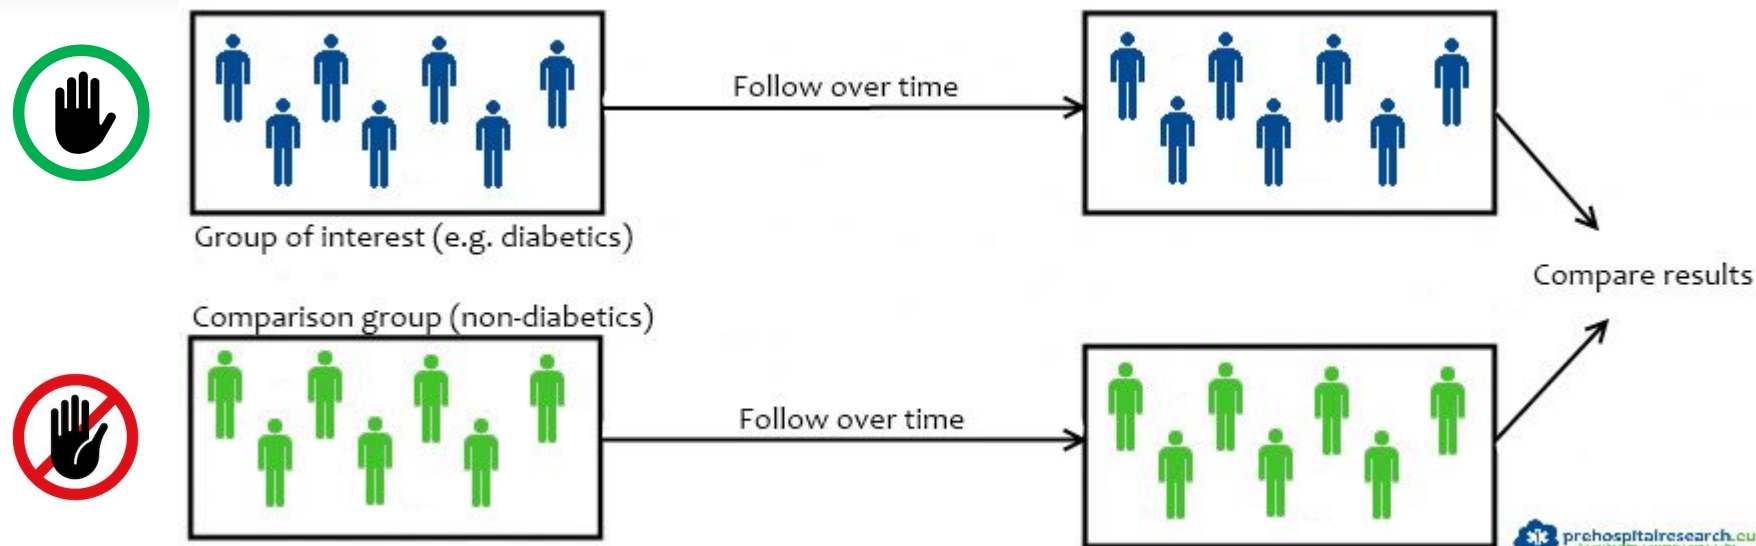 Follow over time
Group of interest (e.g. diabetics)
Compare results
Comparison group (non-diabetics)
Follow over time
prehospitalresearch.eu